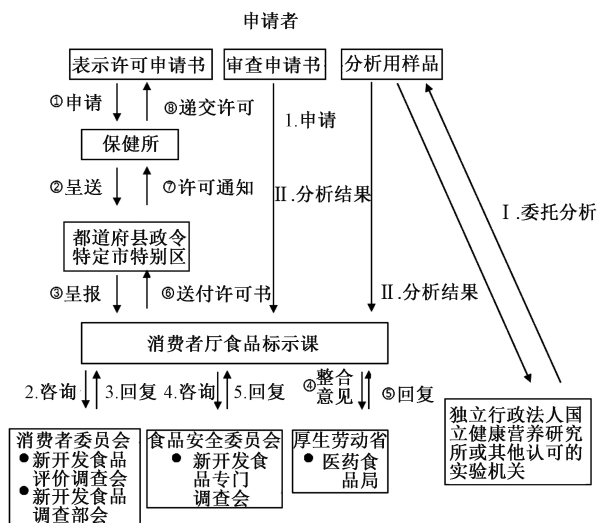 申请者
表示许可申请书
审查申请书
分析用样品
①申请
⑧递交许可
1.申请
保健所
②呈送
⑦许可通知
Ⅱ.分析结果
Ⅰ.委托分析
都道府县政令
特定市特别区
③呈报
⑥送付许可书
Ⅱ.分析结果
消费者厅食品标示课
2.咨询
3.回复
4.咨询
5.回复
④整合
意见
⑤回复
消费者委员会
●新开发食品
评价调查会
●新开发食品
调查部会
食品安全委员会
●新开发食
品专门
调查会
厚生劳动省
●医药食
品局
独立行政法人国
立健康营养研究
所或其他认可的
实验机关